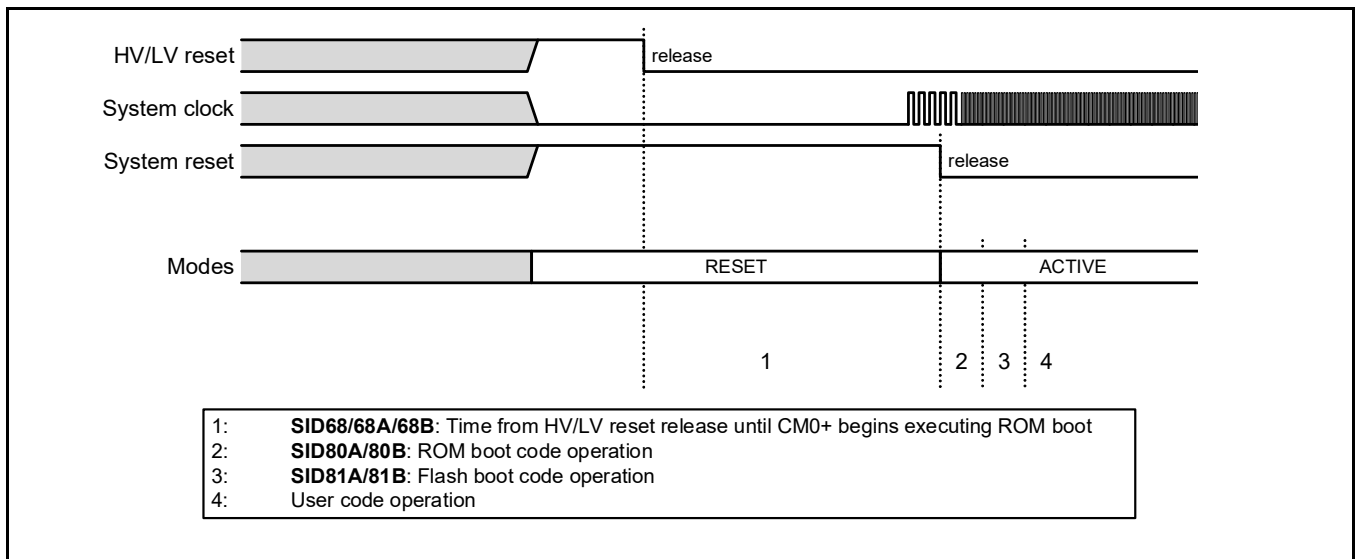 HV/LV reset
release
System clock
System reset
release
Modes
RESET
ACTIVE
1
2
3
4
1: SID68/68A/68B: Time from HV/LV reset release until CM0+ begins executing ROM boot
2: SID80A/80B: ROM boot code operation
3: SID81A/81B: Flash boot code operation
4: User code operation